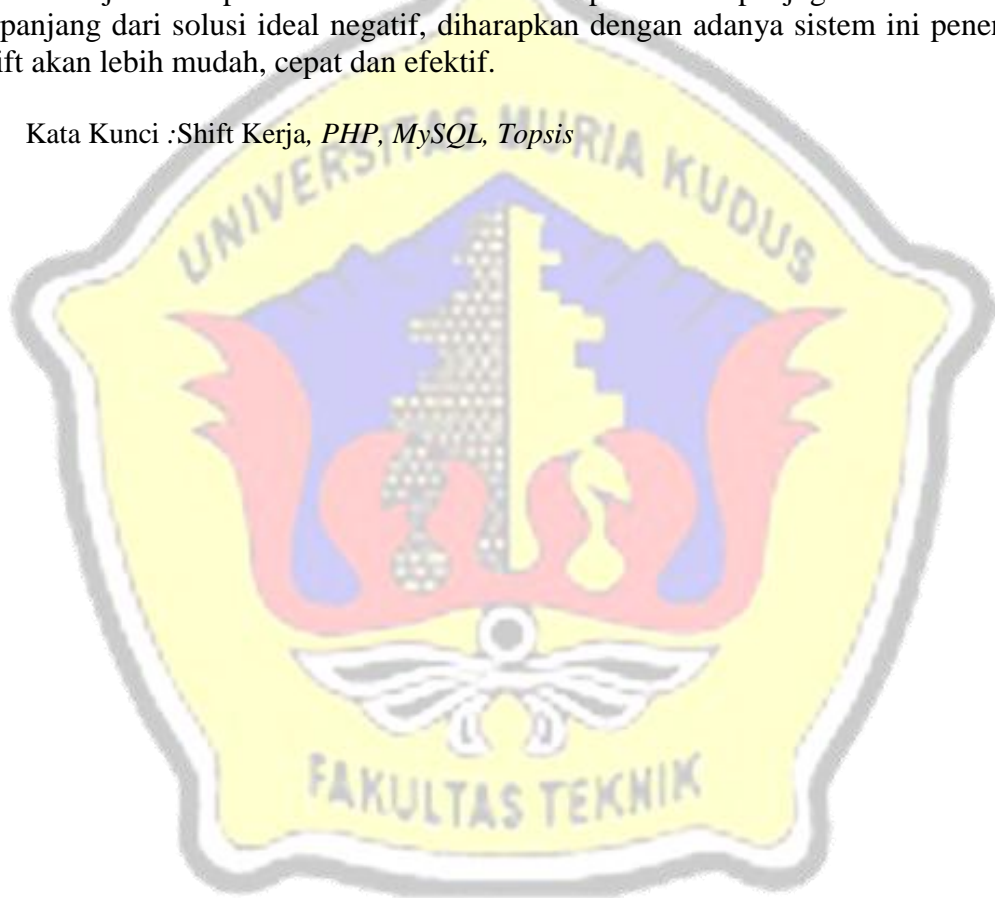 panjang dari solusi ideal negatif, diharapkan dengan adanya sistem ini
ift akan lebih mudah, cepat dan efektif.
Kata Kunci :Shift Kerja, PHP, MySQL, Topsis
UNIVERSITAS MURIA KUDUS
FAKULTAS TEKNIK